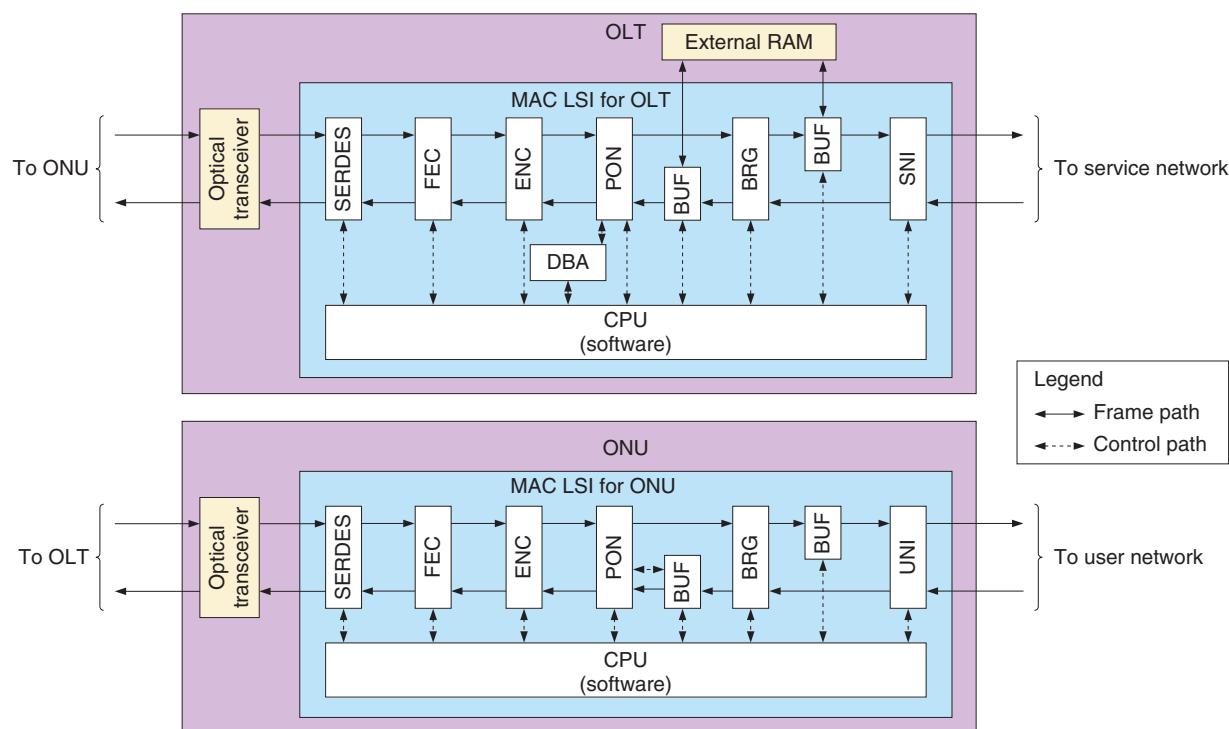 OLT
External RAM
MAC LSI for OLT
To ONU
Optical
transceiver
SERDES
FEC
ENC
PON
BUF
BRG
BUF
SNI
To service network
DBA
CPU
(software)
Legend
Frame path
Control path
ONU
MAC LSI for ONU
To OLT
Optical
transceiver
SERDES
FEC
ENC
PON
BUF
BRG
BUF
UNI
To user network
CPU
(software)